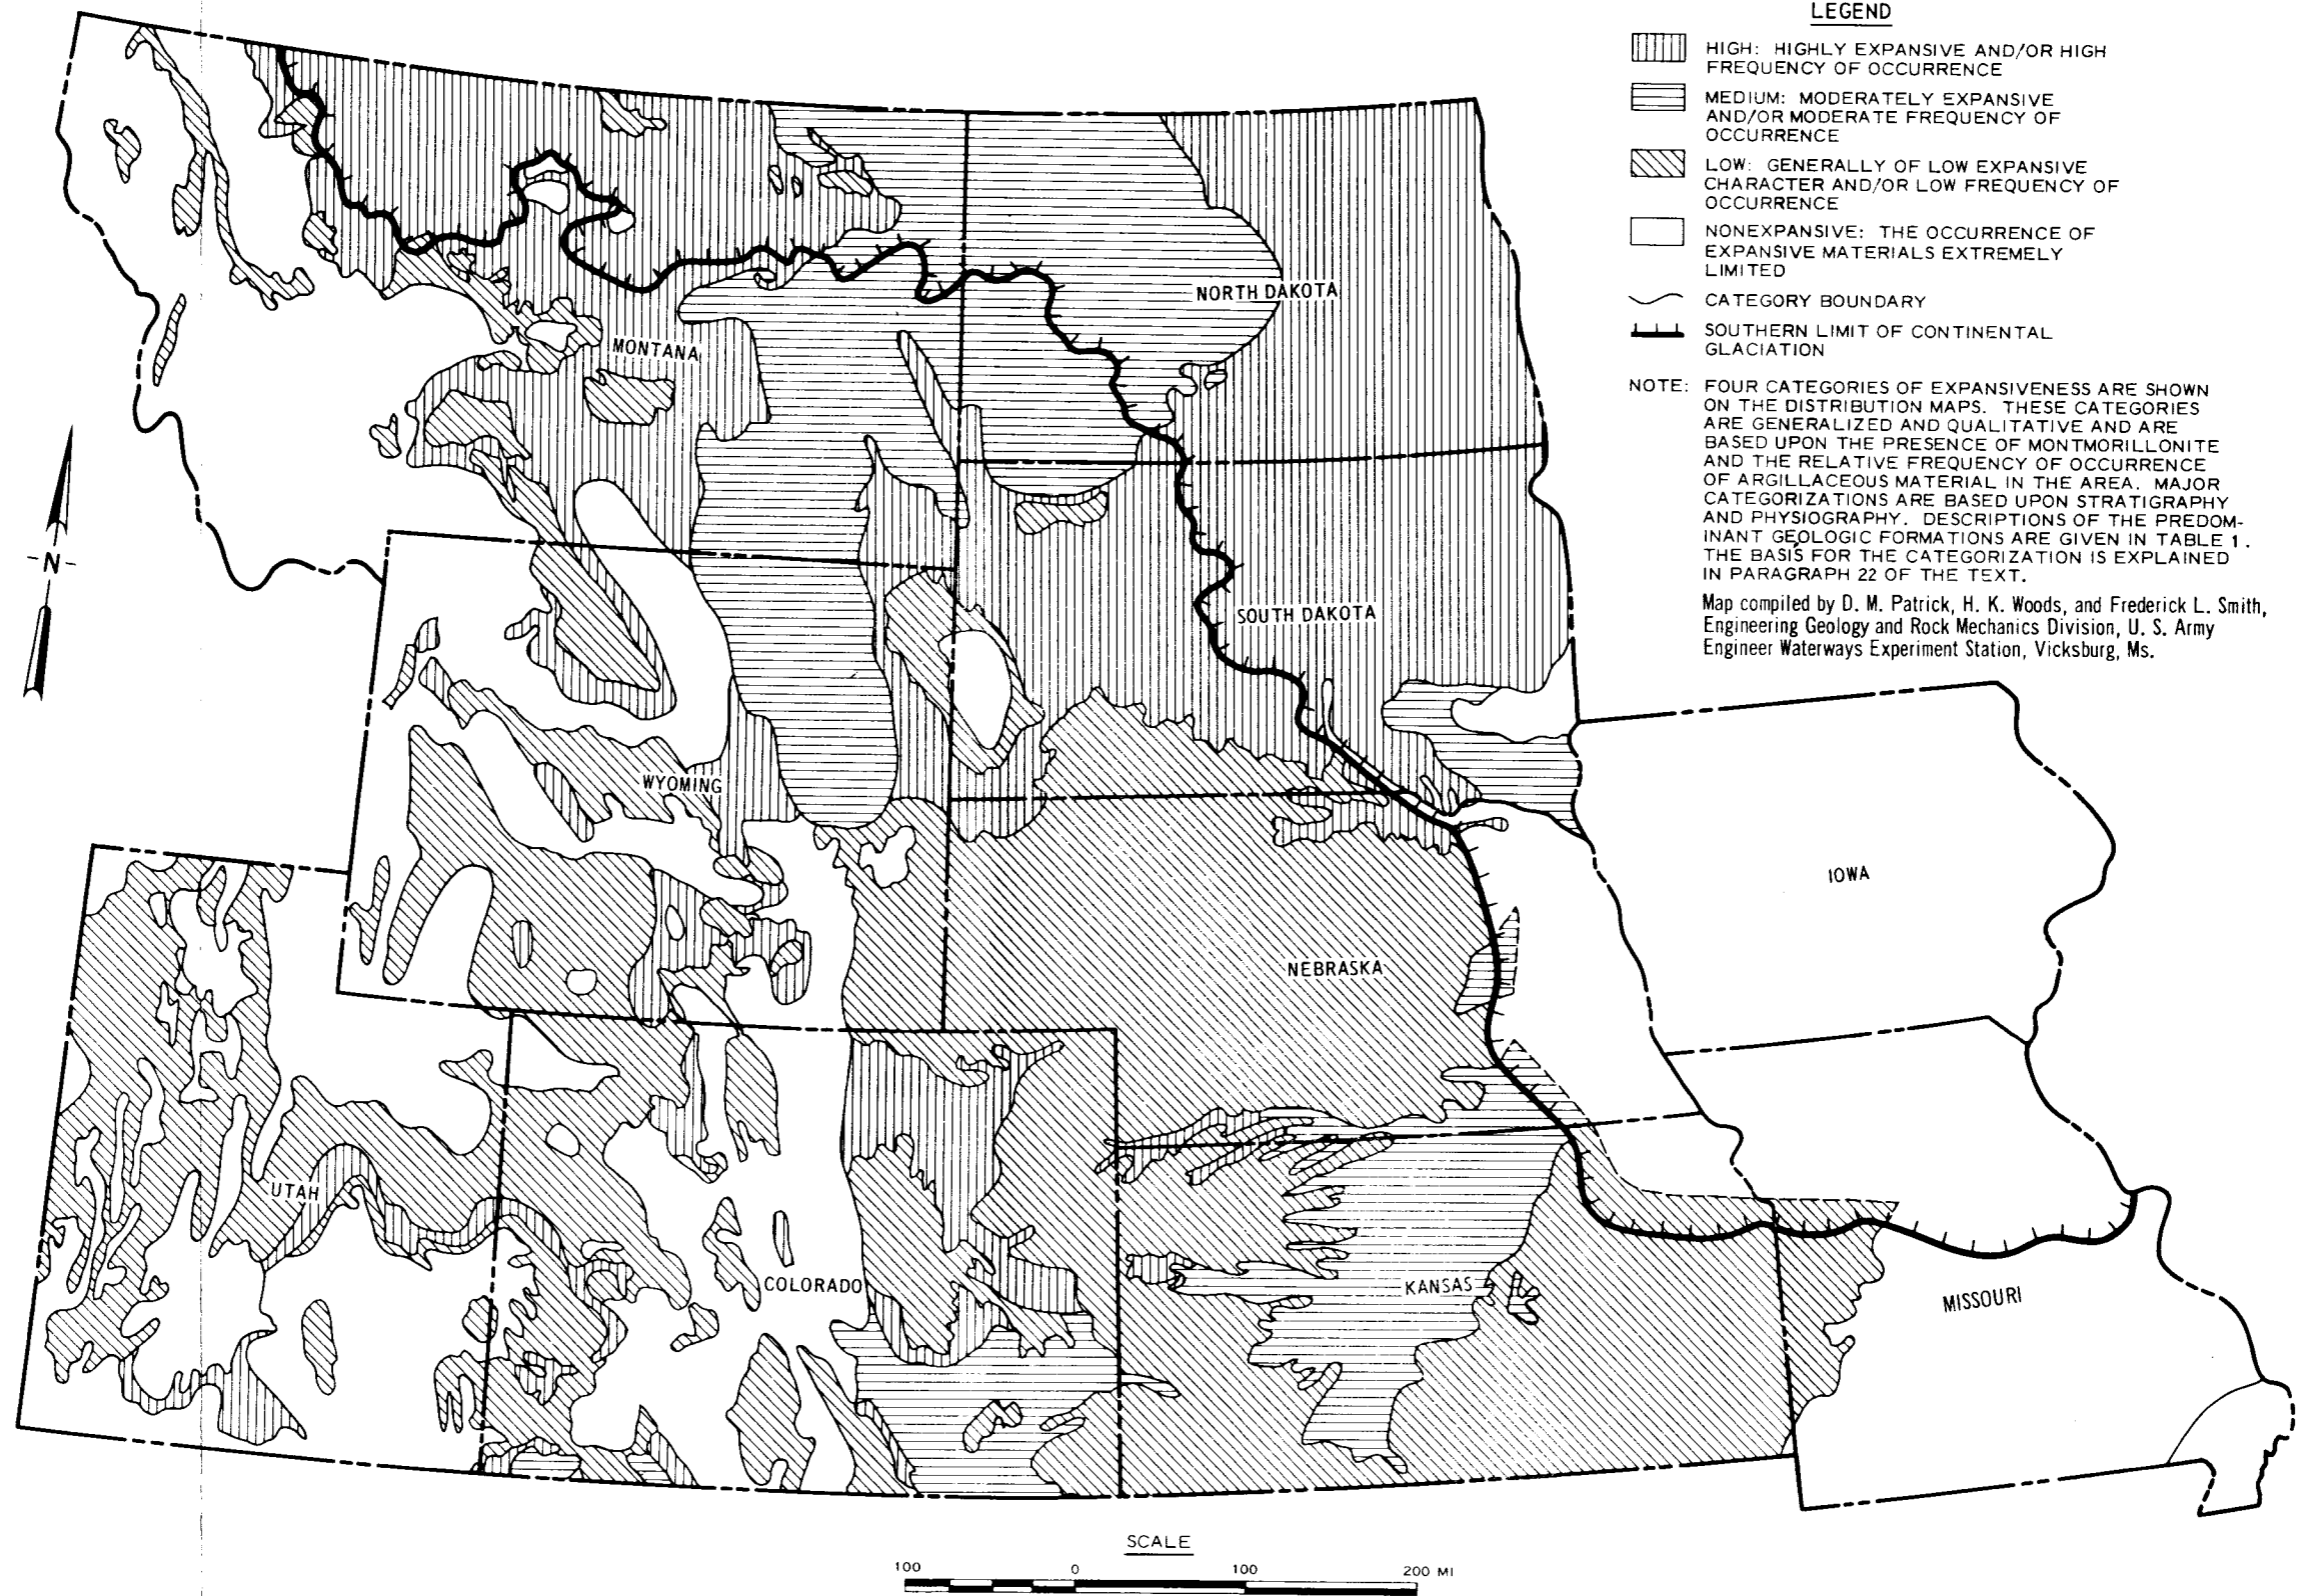 LEGEND
HIGH: HIGHLY EXPANSIVE AND/OR HIGH
FREQUENCY OF OCCURRENCE
MEDIUM: MODERATELY EXPANSIVE
AND/OR MODERATE FREQUENCY OF
OCCURRENCE
LOW: GENERALLY OF LOW EXPANSIVE
CHARACTER AND/OR LOW FREQUENCY OF
OCCURRENCE
NONEXPANSIVE: THE OCCURRENCE OF
EXPANSIVE MATERIALS EXTREMELY
LIMITED
CATEGORY BOUNDARY
SOUTHERN LIMIT OF CONTINENTAL
GLACIATION
NOTE: FOUR CATEGORIES OF EXPANSIVENESS ARE SHOWN
ON THE DISTRIBUTION MAPS. THESE CATEGORIES
ARE GENERALIZED AND QUALITATIVE AND ARE
BASED UPON THE PRESENCE OF MONTMORILLONITE
AND THE RELATIVE FREQUENCY OF OCCURRENCE
OF ARGILLACEOUS MATERIAL IN THE AREA. MAJOR
CATEGORIZATIONS ARE BASED UPON STRATIGRAPHY
AND PHYSIOGRAPHY. DESCRIPTIONS OF THE PREDOM-
INANT GEOLOGIC FORMATIONS ARE GIVEN IN TABLE 1.
THE BASIS FOR THE CATEGORIZATION IS EXPLAINED
IN PARAGRAPH 22 OF THE TEXT.
Map compiled by D. M. Patrick, H. K. Woods, and Frederick L. Smith,
Engineering Geology and Rock Mechanics Division, U. S. Army
Engineer Waterways Experiment Station, Vicksburg, Ms.
NORTH DAKOTA
MONTANA
-N-
SOUTH DAKOTA
WYOMING
IOWA
NEBRASKA
UTAH
COLORADO
KANSAS
MISSOURI
SCALE
100 0 100 200 MI